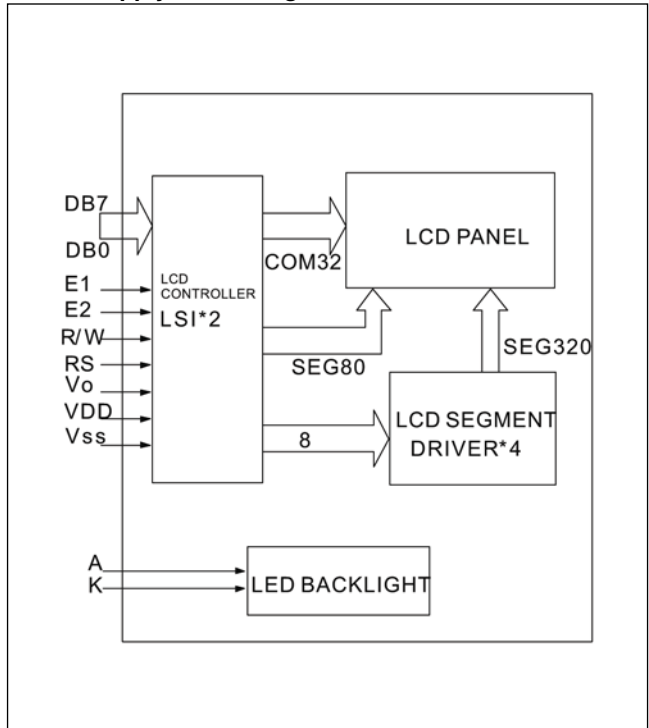 DB7
DB0
E1
E2
R/W
RS
Vo
VDD
Vss
LCD
CONTROLLER
LSI*2
COM32
SEG80
8
LCD PANEL
SEG320
LCD SEGMENT
DRIVER*4
A
K
LED BACKLIGHT